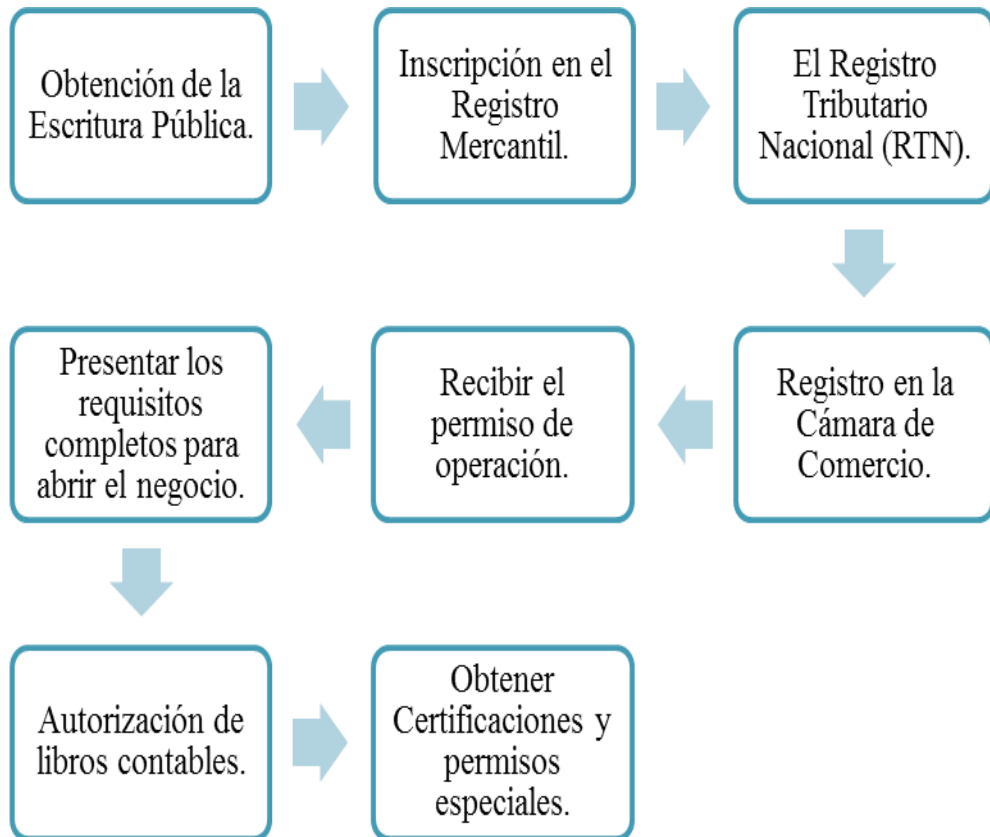 Obtención de la
Escritura Pública.
Inscripción en el
Registro
Mercantil.
El Registro
Tributario
Nacional (RTN).
Registro en la
Cámara de
Comercio.
Recibir el
permiso de
operación.
Presentar los
requisitos
completos para
abrir el negocio.
Autorización de
libros contables.
Obtener
Certificaciones y
permisos
especiales.